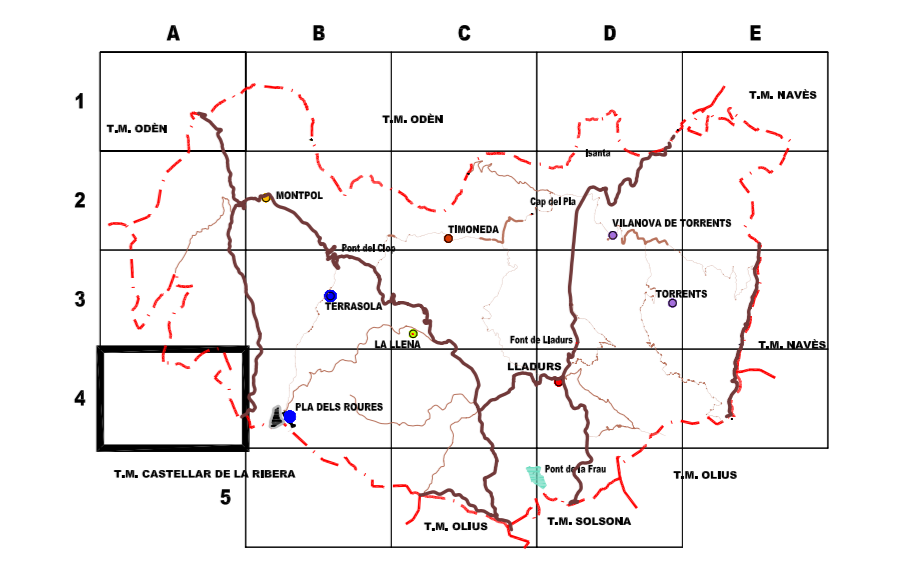 A B C D E
1
T.M. NAVÈS
T.M. ODÈN
T.M. ODÈN
Isanta
2
MONTPOL
Cap del Pla
TIMONEDA
VILANOVA DE TORRENTS
Pont del Clop
3
TERRASOLA
TORRENTS
LA LLENA
Font de Lladurs
T.M. NAVÈS
LLADURS
4
PLA DELS ROURES
T.M. CASTELLAR DE LA RIBERA
Pont de la Frau
T.M. OLIUS
5
T.M. OLIUS
T.M. SOLSONA